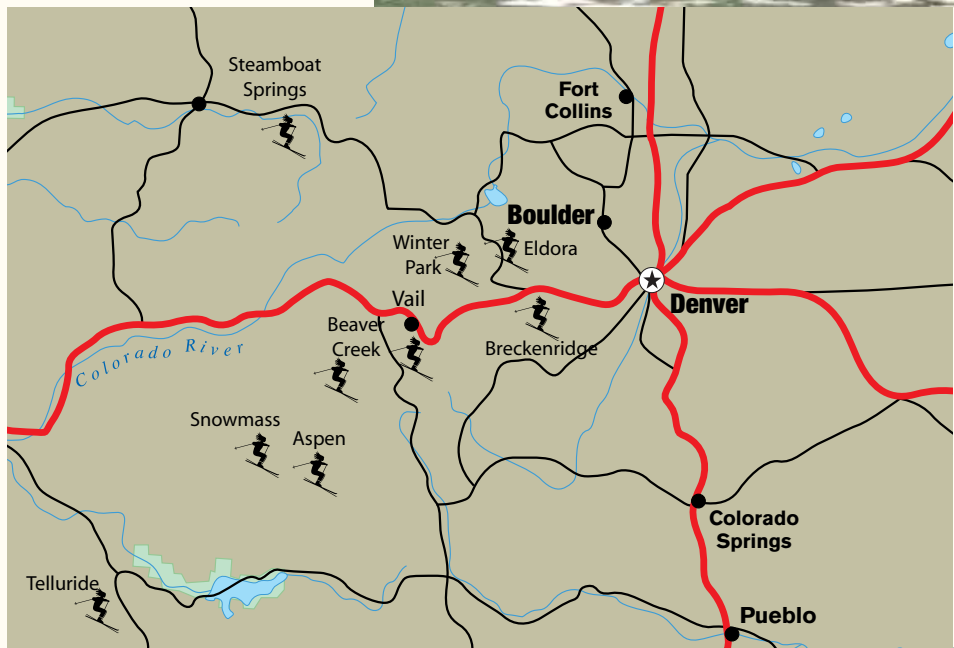 Steamboat
Springs
Fort
Collins
Boulder
Winter
Park
Eldora
Vail
Denver
Beaver
Creek
Breckenridge
Colorado River
Snowmass
Aspen
Colorado
Springs
Telluride
Pueblo